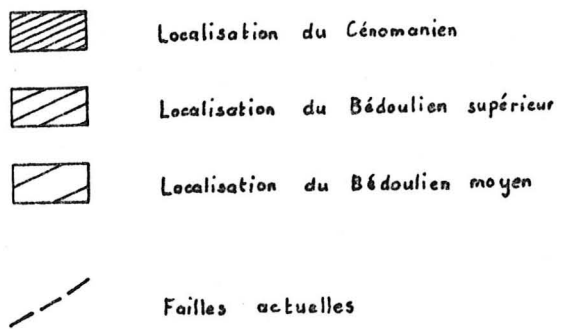 Localisation du Cénomanien
Localisation du Bédoulien supérieur
Localisation du Bédoulien moyen
Failles actuelles